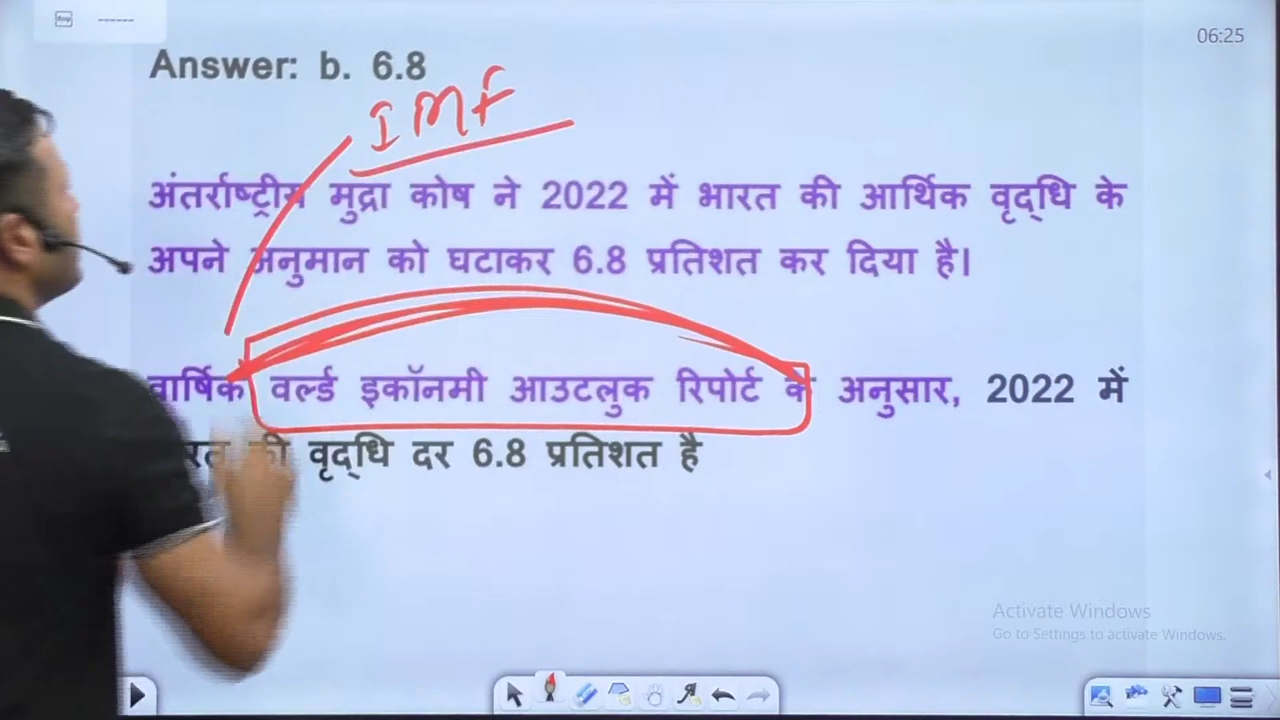 06:25
Answer: b. 6.8
IMF
अंतर्राष्ट्रीय मुद्रा कोष ने 2022 में भारत की आर्थिक वृद्धि के
अपने अनुमान को घटाकर 6.8 प्रतिशत कर दिया है।
वार्षिक वर्ल्ड इकॉनमी आउटलुक रिपोर्ट के अनुसार, 2022 में
की वृद्धि दर 6.8 प्रतिशत है
Activate Windows
Go to Settings to activate Windows.